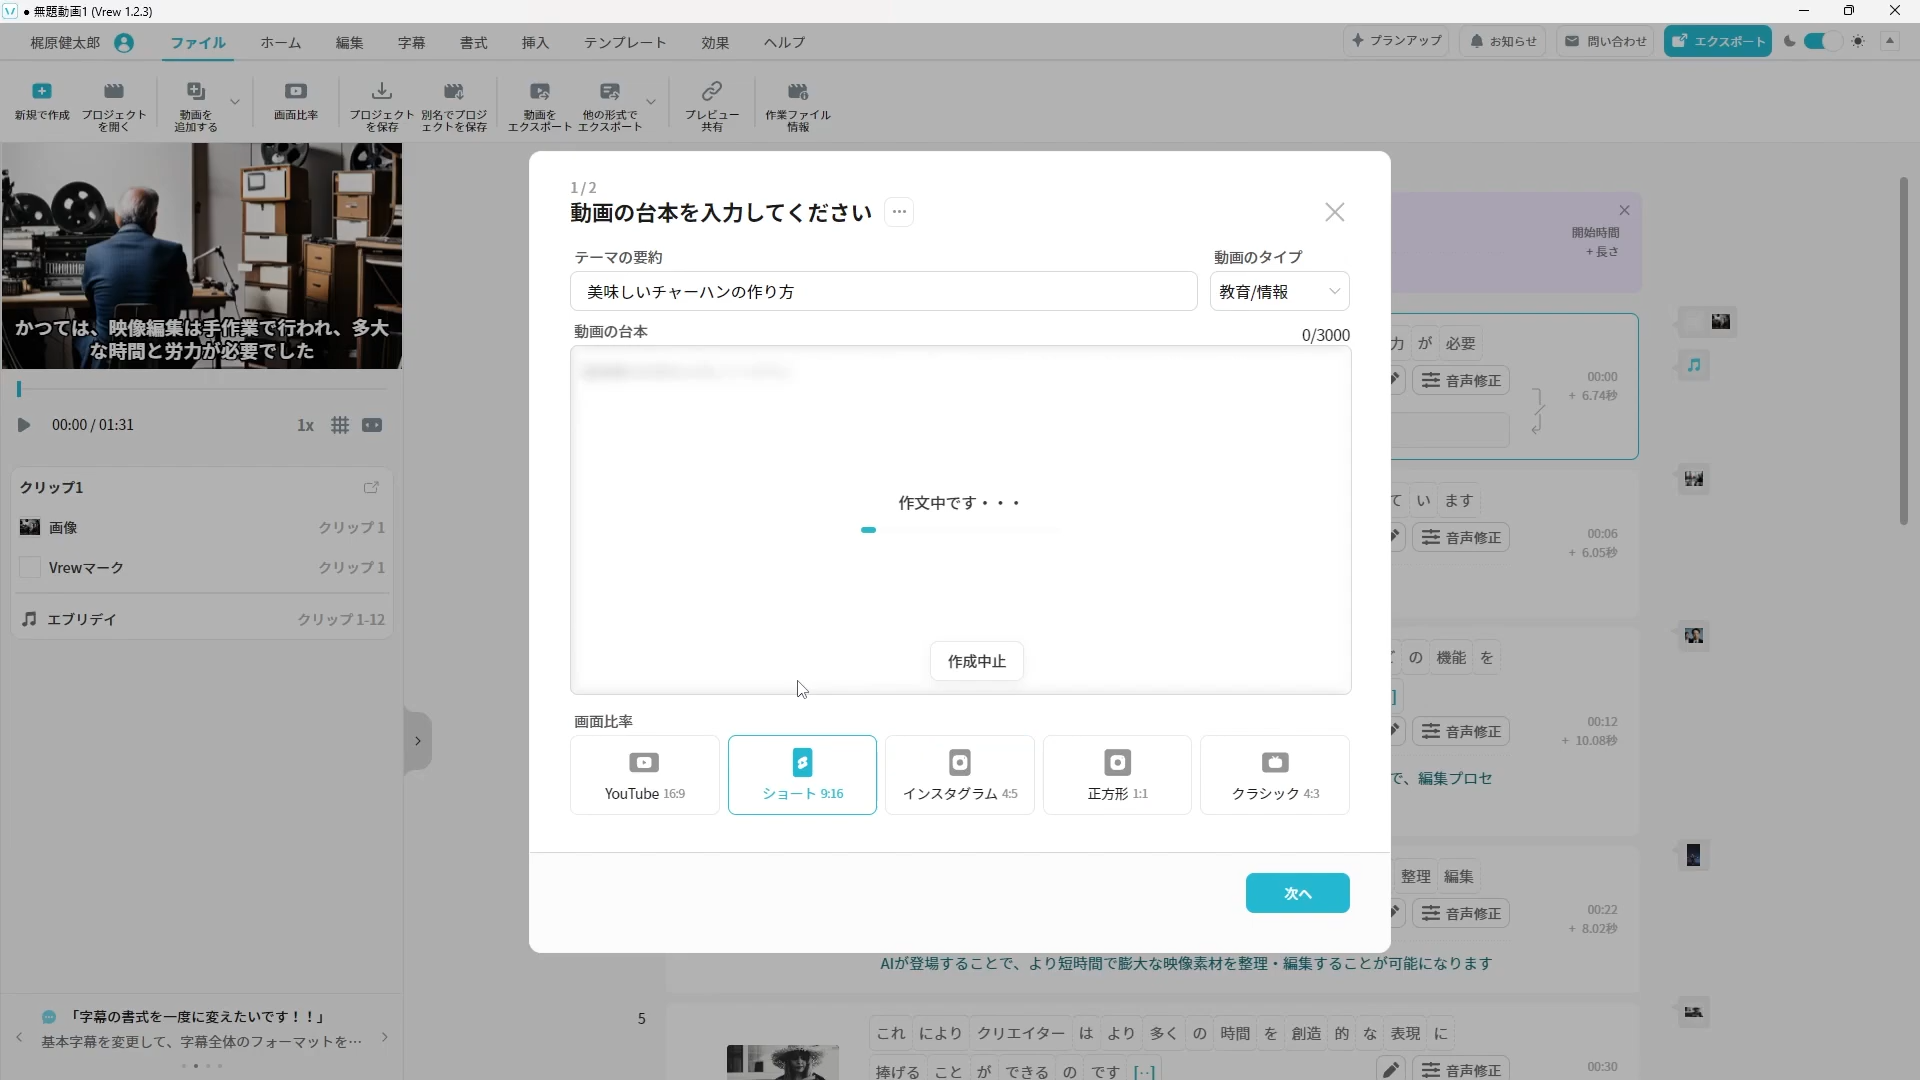 ● 無題動画1 (Vrew 1.2.3)
梶原健太郎 ファイル ホーム 編集 字幕 書式 挿入 テンプレート 効果 ヘルプ プランアップ お知らせ 問い合わせ エクスポート
新規で作成
プロジェクト
を開く
動画を
追加する
画面比率
プロジェクト
を保存
別名でプロジ
ェクトを保存
動画を
エクスポート
他の形式で
エクスポート
プレビュー
共有
作業ファイル
情報
かつては、映像編集は手作業で行われ、多大
な時間と労力が必要でした
00:00 / 01:31 1x
クリップ1
画像 クリップ 1
Vrewマーク クリップ 1
エブリデイ クリップ 1-12
「字幕の書式を一度に変えたいです！！」
基本字幕を変更して、字幕全体のフォーマットを…
1/2
動画の台本を入力してください
テーマの要約 動画のタイプ
美味しいチャーハンの作り方 教育/情報
動画の台本 0/3000
作文中です・・・
作成中止
画面比率
YouTube 16:9
ショート 9:16
インスタグラム 4:5
正方形 1:1
クラシック 4:3
次へ
開始時間
+ 長さ
力 が 必要
音声修正
00:00
+ 6.74秒
て い ます
音声修正
00:06
+ 6.05秒
の 機能 を
音声修正
00:12
+ 10.08秒
で、編集プロセ
整理 編集
音声修正
00:22
+ 8.02秒
AIが登場することで、より短時間で膨大な映像素材を整理・編集することが可能になります
5
これ により クリエイター は より 多く の 時間 を 創造 的 な 表現 に
捧げる こと が できる の です [··]
音声修正
00:30